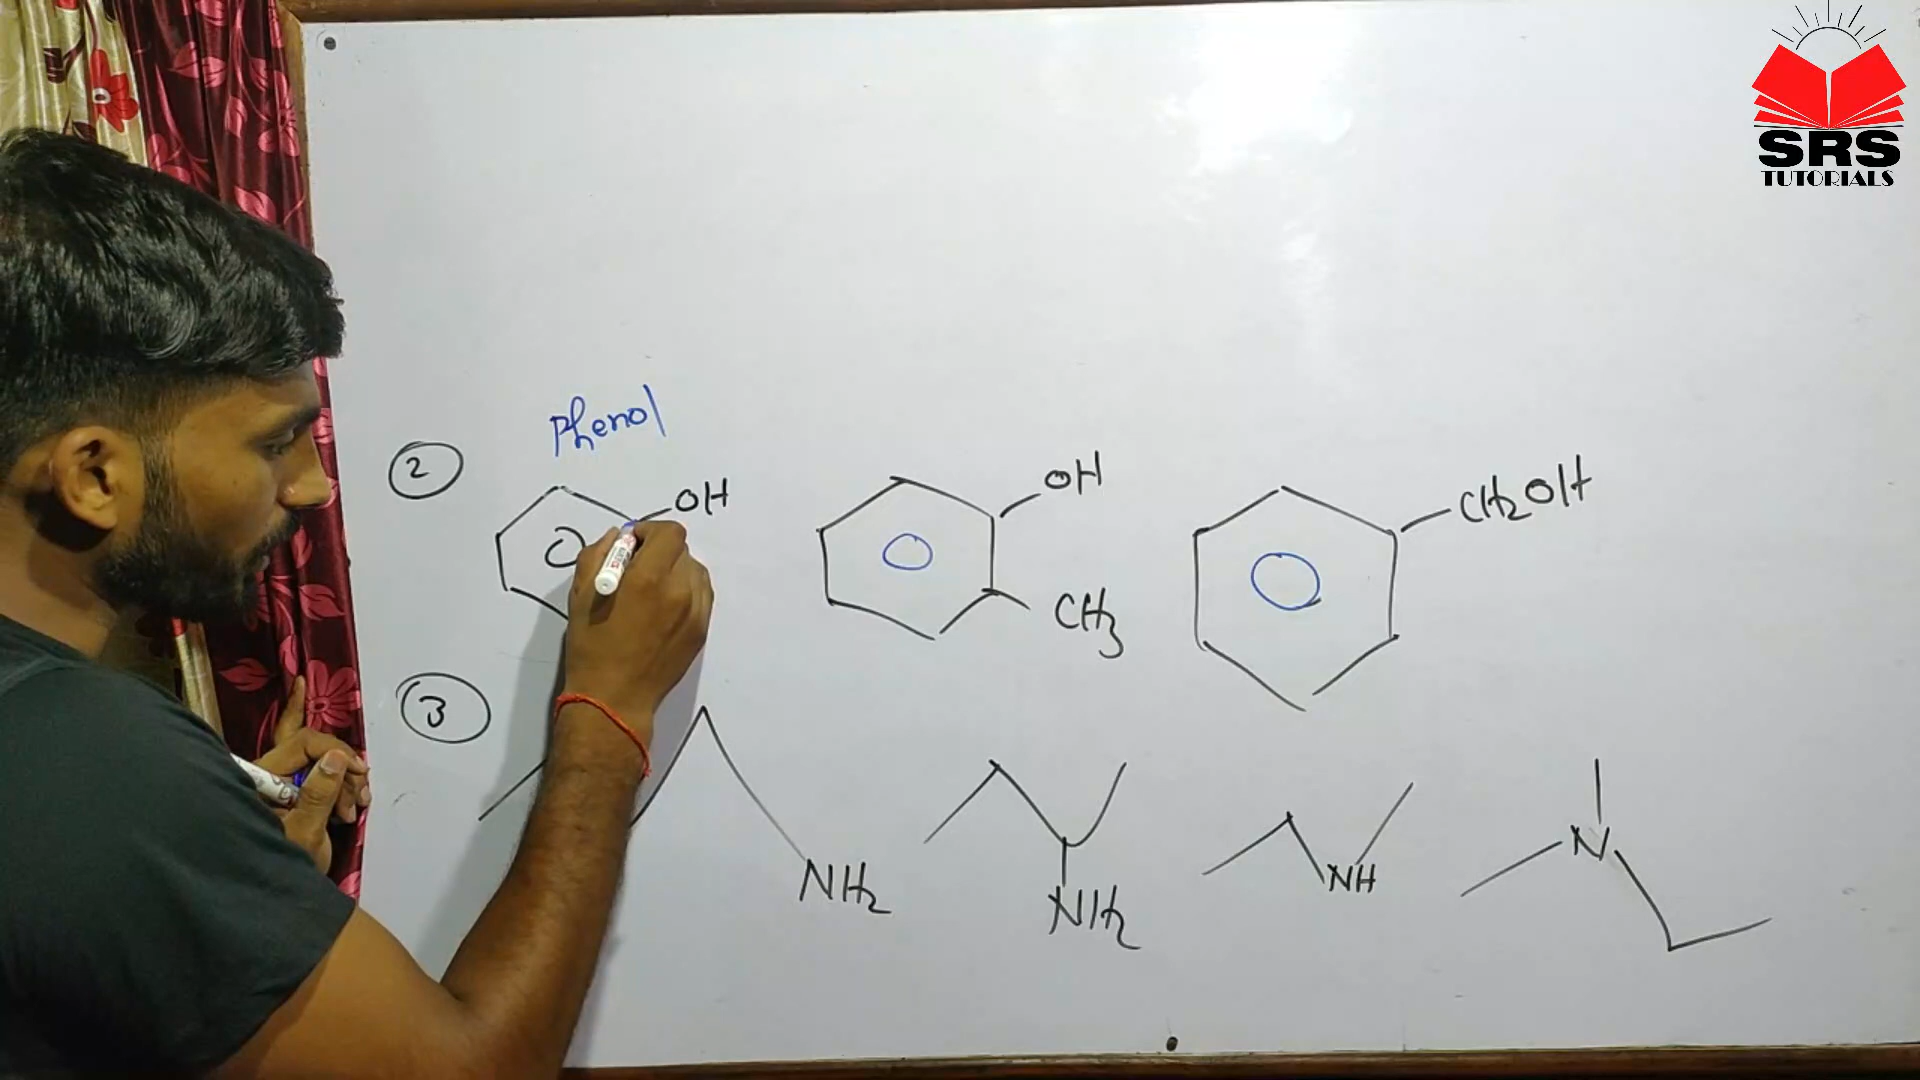 SRS
TUTORIALS
Phenol
2
OH
OH
CH3
CH2OH
3
NH2
NH2
NH
N